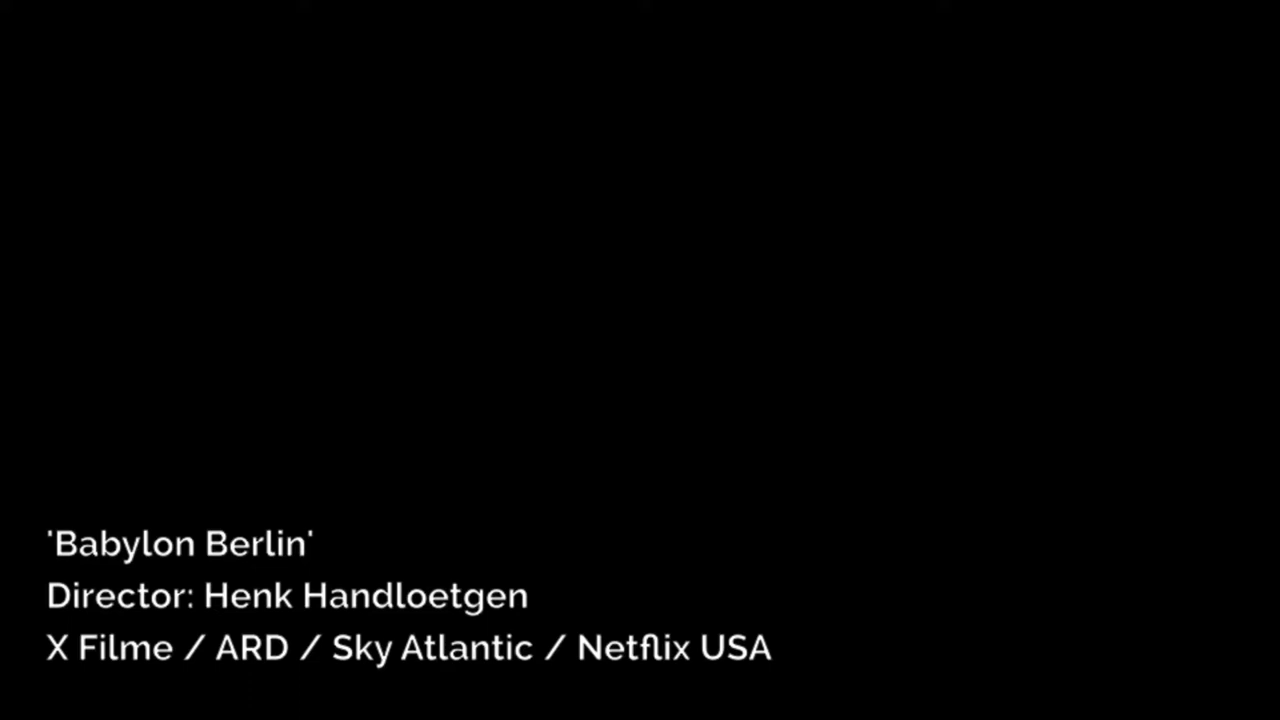 'Babylon Berlin'
Director: Henk Handloetgen
X Filme / ARD / Sky Atlantic / Netflix USA